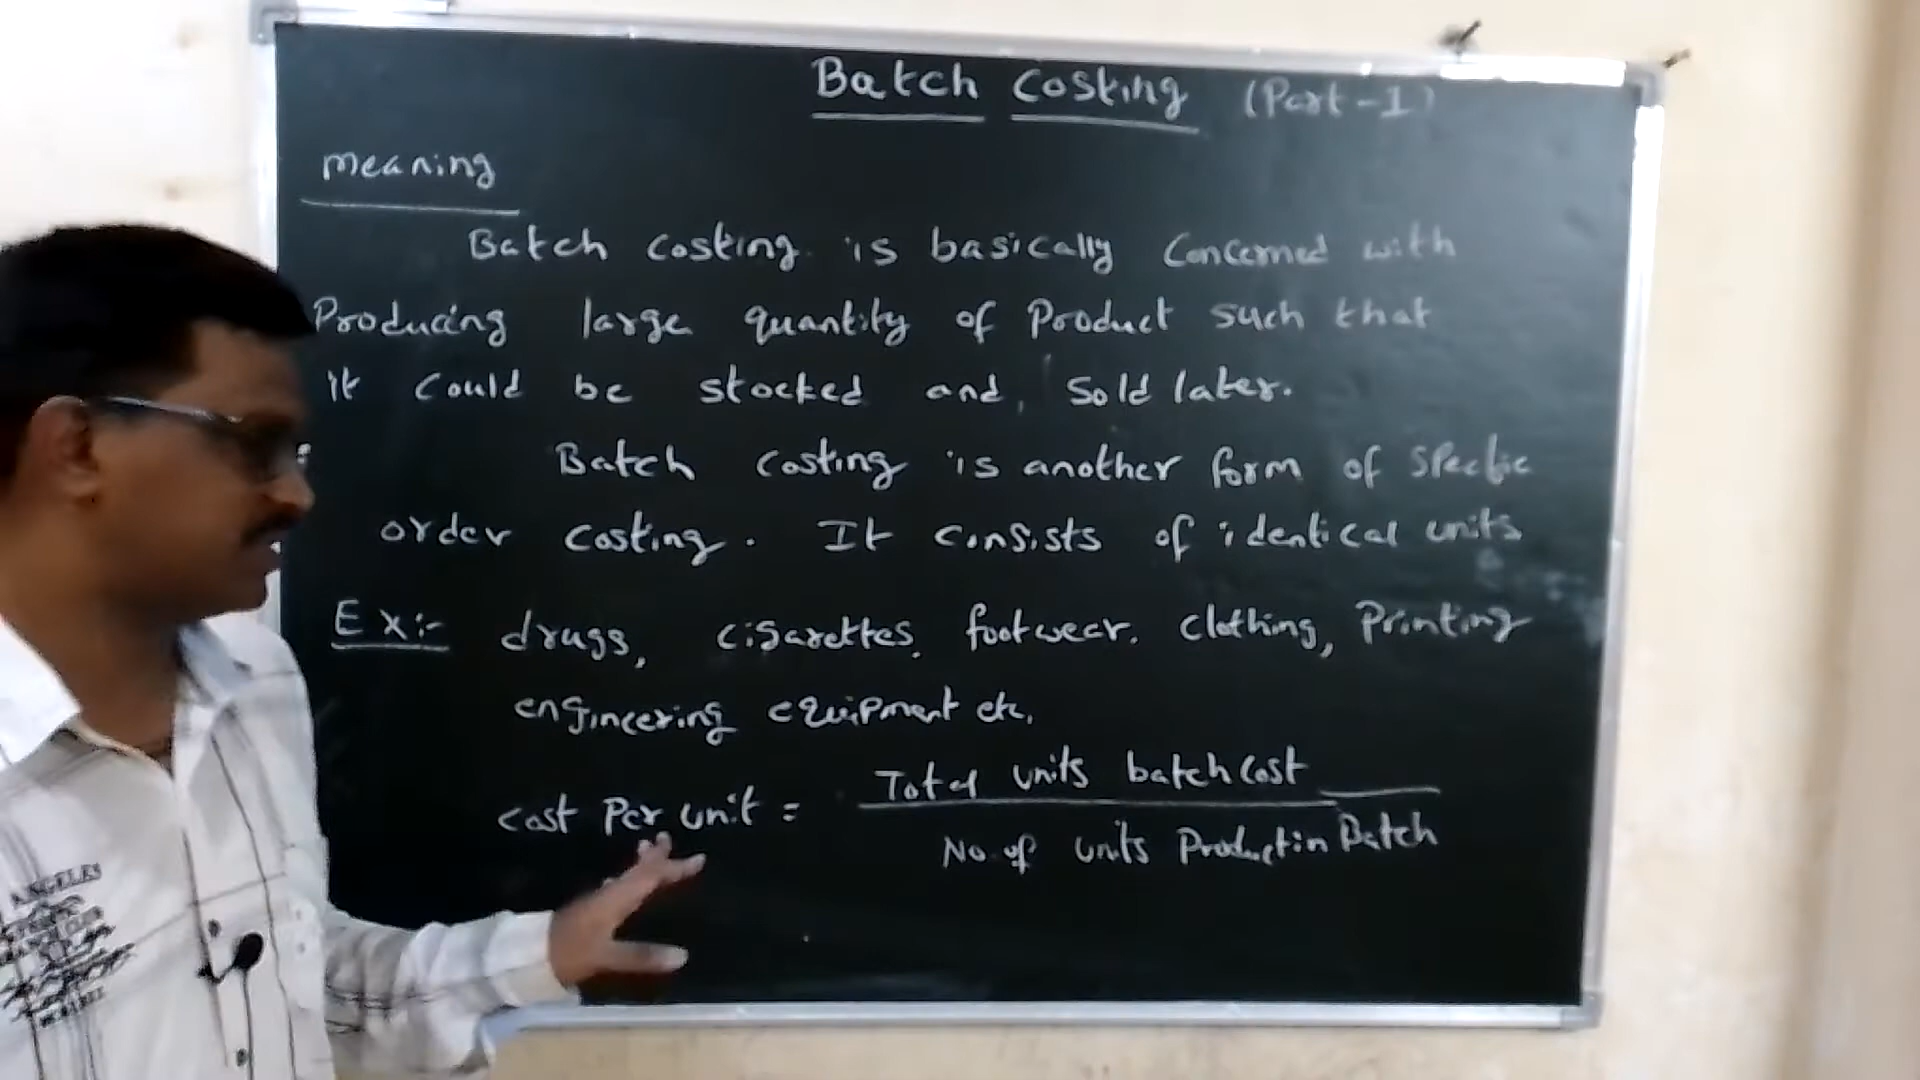 Batch Costing (Part-1)
meaning
Batch costing is basically Concerned with
Producing large quantity of Product such that
it Could be stocked and, Sold later.
Batch costing is another form of
order costing. It consists of identical units
Ex:- drugs, cigarettes, footwear, clothing, Printing
engineering equipment etc.
Total units batch Cost
Cost Per unit =
No. of units Product in Batch
ANGELES